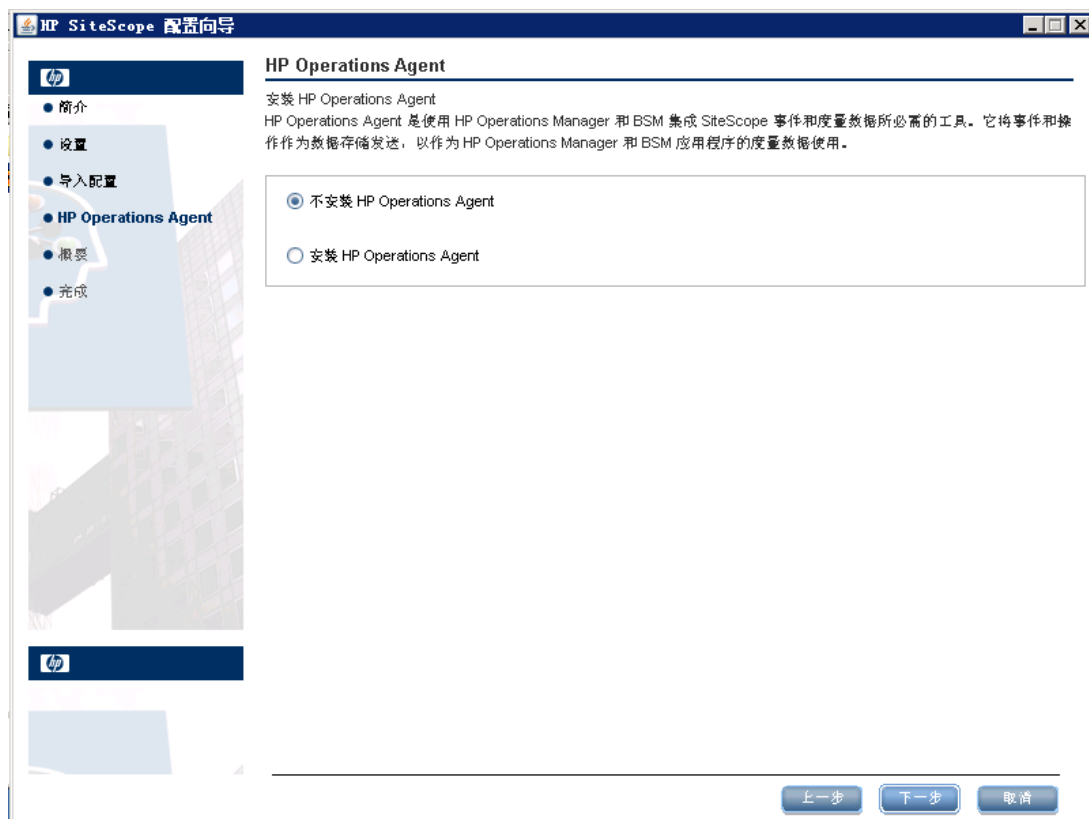 HP SiteScope 配置向导
hp
简介
设置
导入配置
HP Operations Agent
概要
完成
hp
HP Operations Agent
安装 HP Operations Agent
HP Operations Agent 是使用 HP Operations Manager 和 BSM 集成 SiteScope 事件和度量数据所必需的工具。它将事件和操
作作为数据存储发送，以作为 HP Operations Manager 和 BSM 应用程序的度量数据使用。
不安装 HP Operations Agent
安装 HP Operations Agent
上一步 下一步 取消